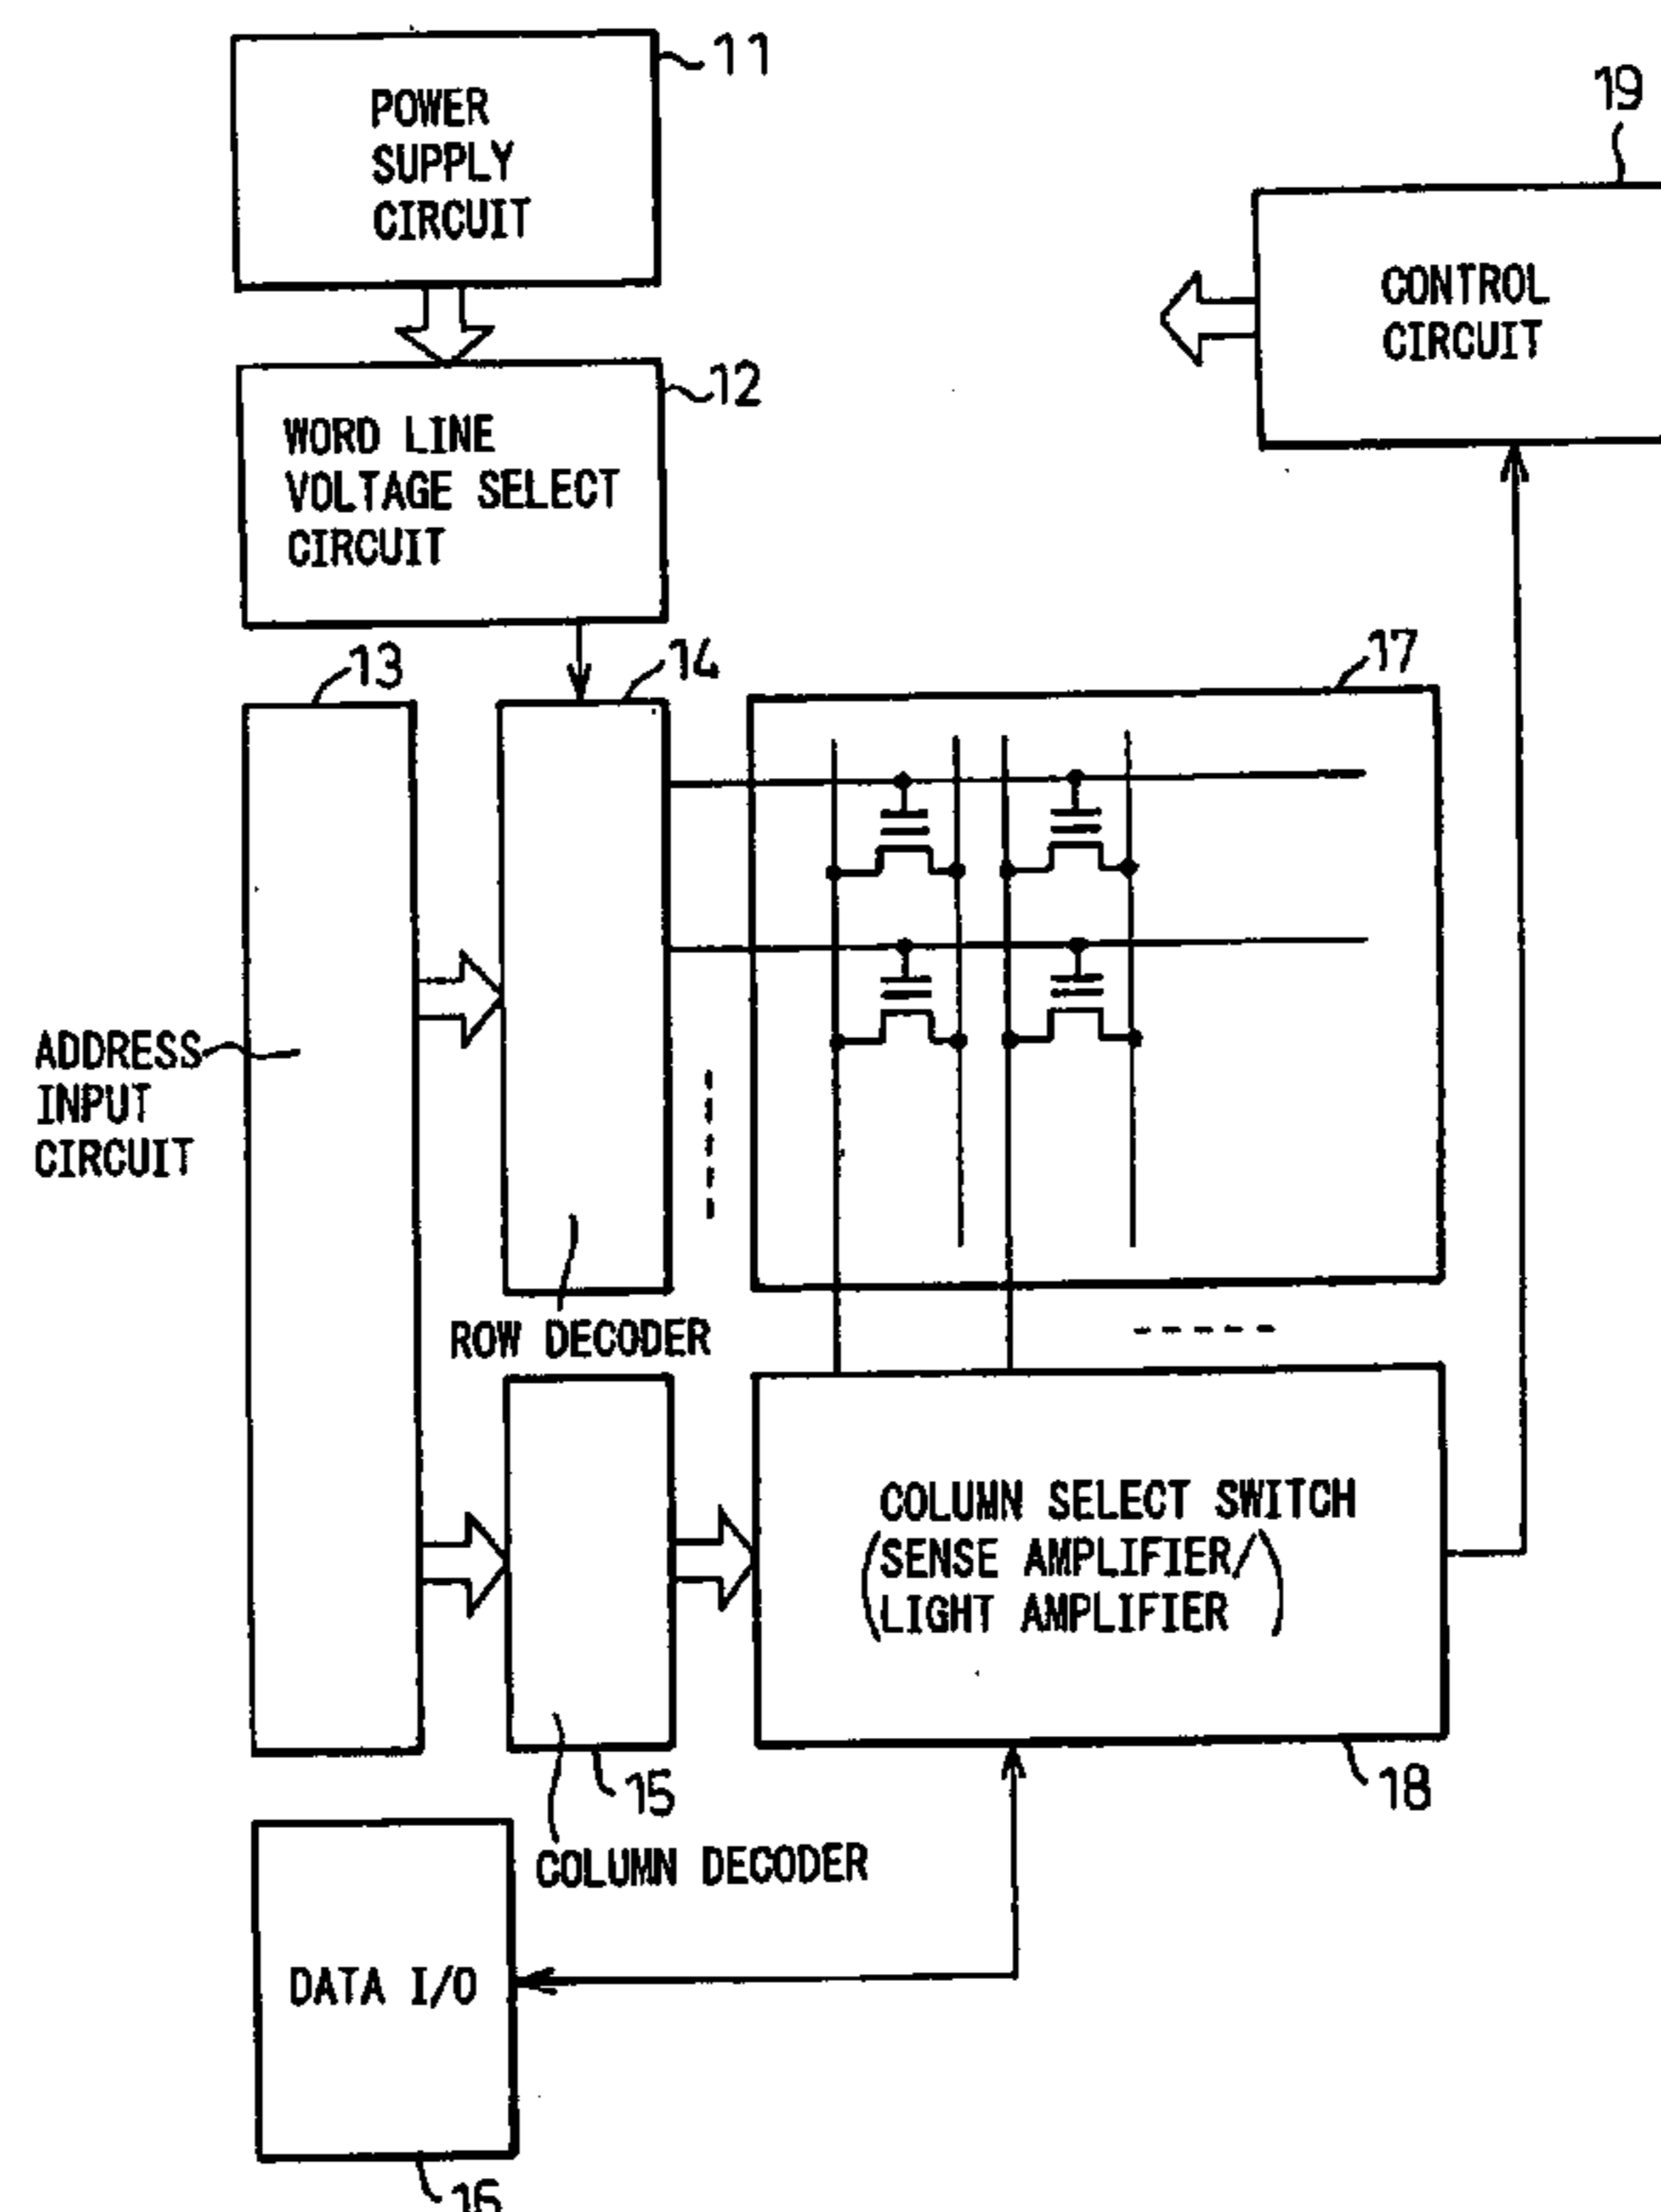 11
POWER
SUPPLY
CIRCUIT
19
CONTROL
CIRCUIT
12
WORD LINE
VOLTAGE SELECT
CIRCUIT
13
14
17
ADDRESS
INPUT
CIRCUIT
ROW DECODER
COLUMN SELECT SWITCH
(SENSE AMPLIFIER/
LIGHT AMPLIFIER)
15
18
COLUMN DECODER
DATA I/O
16